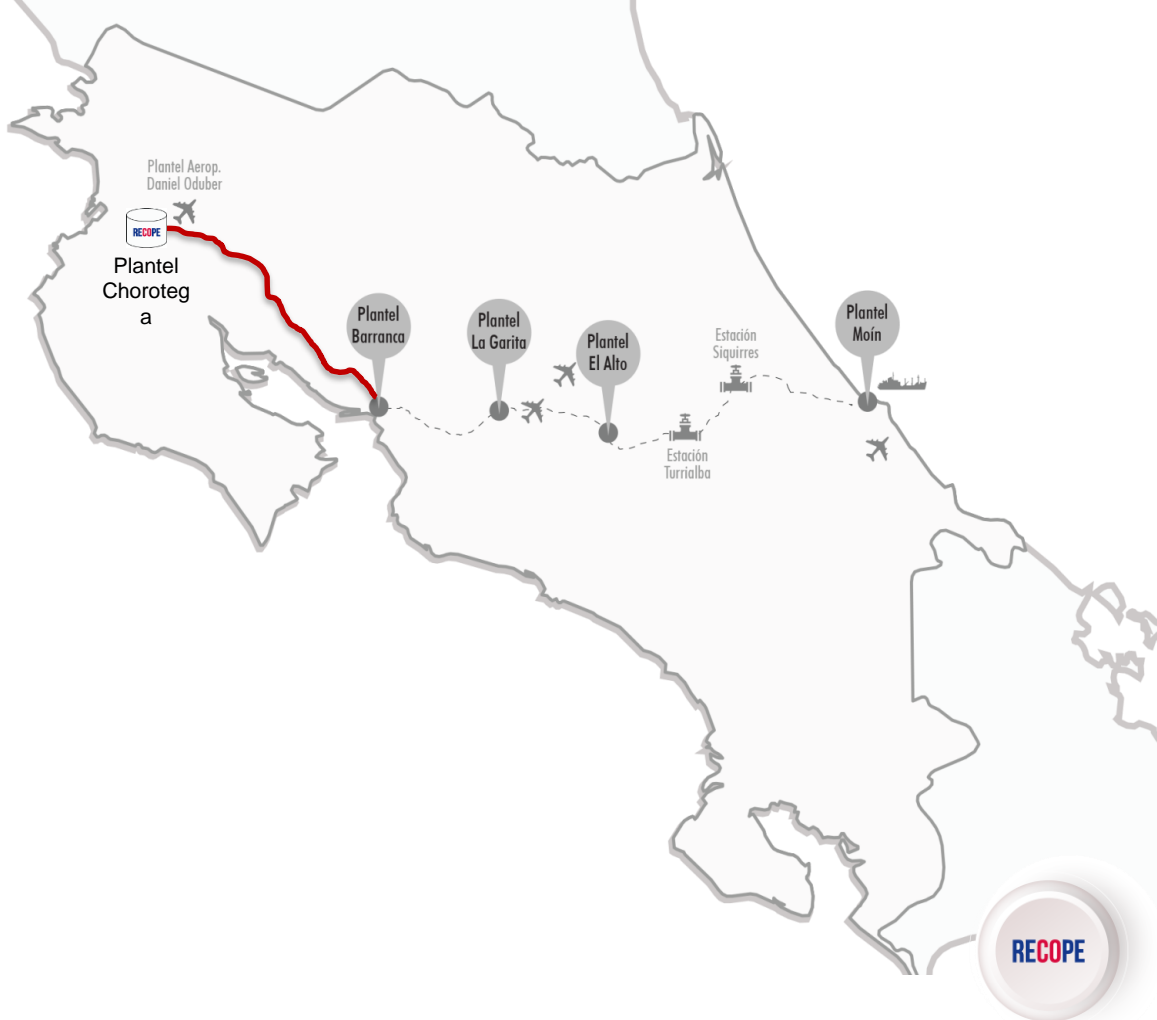 Plantel Aerop.
Daniel Oduber
RECOPE
Plantel
Choroteg
a
Plantel
Barranca
Plantel
La Garita
Plantel
El Alto
Estación
Siquirres
Plantel
Moín
Estación
Turrialba
RECOPE